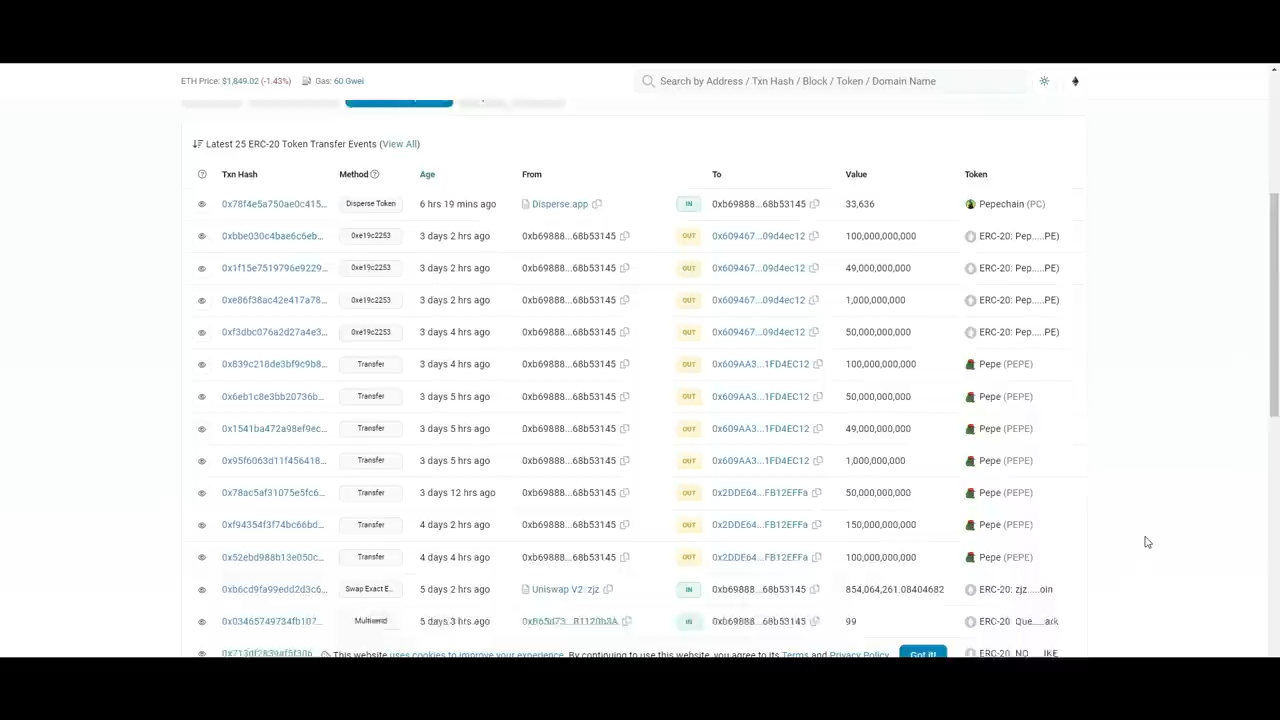 ETH Price: $1,849.02 (-1.43%) Gas: 60 Gwei Search by Address / Txn Hash / Block / Token / Domain Name
Latest 25 ERC-20 Token Transfer Events (View All)
Txn Hash Method Age From To Value Token
0x78f4e5a750ae0c415... Disperse Token 6 hrs 19 mins ago Disperse.app IN 0xb69888...68b53145 33,636 Pepechain (PC)
0xbbe030c4bae6c6eb... 0xe19c2253 3 days 2 hrs ago 0xb69888...68b53145 OUT 0x609467...09d4ec12 100,000,000,000 ERC-20: Pep.....PE)
0x1f15e7519796e9229... 0xe19c2253 3 days 2 hrs ago 0xb69888...68b53145 OUT 0x609467...09d4ec12 49,000,000,000 ERC-20: Pep.....PE)
0xe86f38ac42e417a78... 0xe19c2253 3 days 2 hrs ago 0xb69888...68b53145 OUT 0x609467...09d4ec12 1,000,000,000 ERC-20: Pep.....PE)
0xf3dbc076a2d27a4e3... 0xe19c2253 3 days 4 hrs ago 0xb69888...68b53145 OUT 0x609467...09d4ec12 50,000,000,000 ERC-20: Pep.....PE)
0x839c218de3bf9c9b8... Transfer 3 days 4 hrs ago 0xb69888...68b53145 OUT 0x609AA3...1FD4EC12 100,000,000,000 Pepe (PEPE)
0x6eb1c8e3bb20736b... Transfer 3 days 5 hrs ago 0xb69888...68b53145 OUT 0x609AA3...1FD4EC12 50,000,000,000 Pepe (PEPE)
0x1541ba472a98ef9ec... Transfer 3 days 5 hrs ago 0xb69888...68b53145 OUT 0x609AA3...1FD4EC12 49,000,000,000 Pepe (PEPE)
0x95f6063d11f456418... Transfer 3 days 5 hrs ago 0xb69888...68b53145 OUT 0x609AA3...1FD4EC12 1,000,000,000 Pepe (PEPE)
0x78ac5af31075e5fc6... Transfer 3 days 12 hrs ago 0xb69888...68b53145 OUT 0x2DDE64...FB12EFFa 50,000,000,000 Pepe (PEPE)
0xf94354f3f74bc66bd... Transfer 4 days 2 hrs ago 0xb69888...68b53145 OUT 0x2DDE64...FB12EFFa 150,000,000,000 Pepe (PEPE)
0x52ebd988b13e050c... Transfer 4 days 4 hrs ago 0xb69888...68b53145 OUT 0x2DDE64...FB12EFFa 100,000,000,000 Pepe (PEPE)
0xb6cd9fa99edd2d3c6... Swap Exact E... 5 days 2 hrs ago Uniswap V2: zjz IN 0xb69888...68b53145 854,064,261.08404682 ERC-20: zjz.....oin
0x03465749734fb107... 5 days 3 hrs ago IN 0xb69888...68b53145 99 ERC-20: Que.....ark
This website uses cookies to improve your experience. By continuing to use this website, you agree to its Terms and Privacy Policy. Got it! ERC-20: NO.....IKE